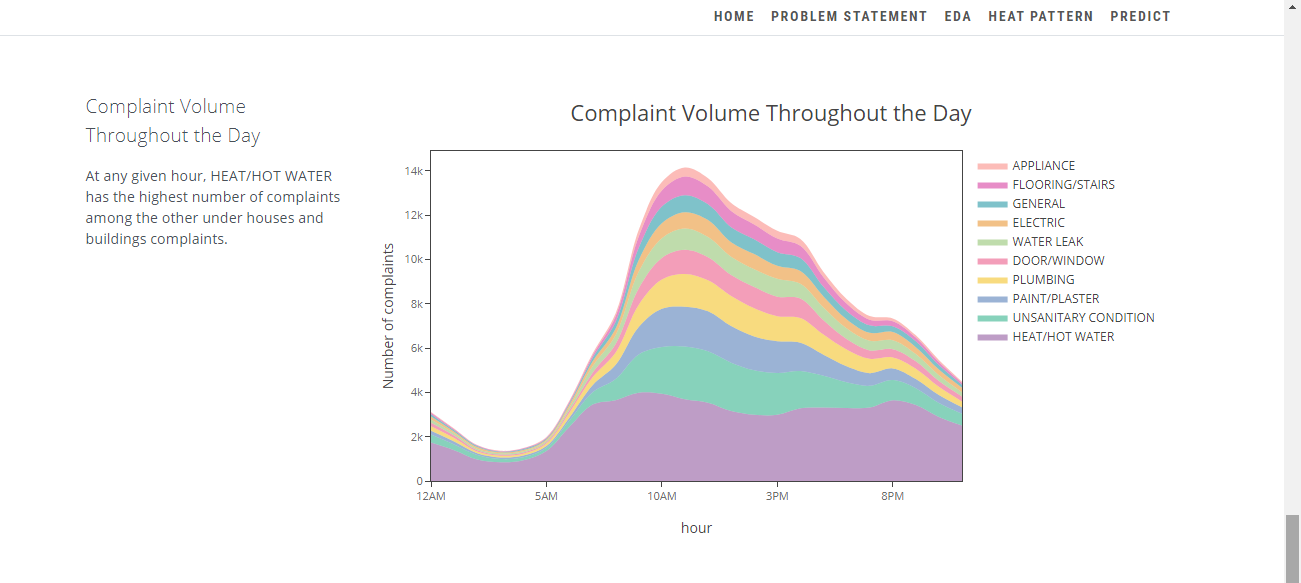 HOME PROBLEM STATEMENT EDA HEAT PATTERN PREDICT
Complaint Volume
Throughout the Day
At any given hour, HEAT/HOT WATER
has the highest number of complaints
among the other under houses and
buildings complaints.
Complaint Volume Throughout the Day
Number of complaints
14k
12k
10k
8k
6k
4k
2k
0
12AM 5AM 10AM 3PM 8PM
hour
APPLIANCE
FLOORING/STAIRS
GENERAL
ELECTRIC
WATER LEAK
DOOR/WINDOW
PLUMBING
PAINT/PLASTER
UNSANITARY CONDITION
HEAT/HOT WATER